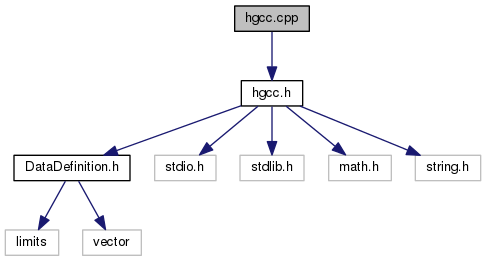 hgcc.cpp
hgcc.h
DataDefinition.h
stdio.h
stdlib.h
math.h
string.h
limits
vector